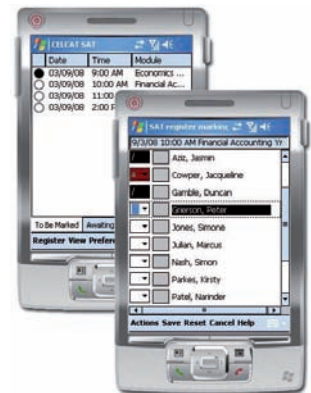 CELCAT SAT
Date Time Module
03/09/08 9:00 AM Economics ...
03/09/08 10:00 AM Financial Ac...
03/09/08 11:00
03/09/08 2:00 P
To Be Marked Awaiting
Register View Prefer
SAT register marking
9/3/08 10:00 AM Financial Accounting Yr
/ Aziz, Jasmin
Cowper, Jacqueline
/ Gamble, Duncan
Grierson, Peter
Jones, Simone
Julian, Marcus
Nash, Simon
Parkes, Kirsty
Patel, Narinder
Actions Save Reset Cancel Help